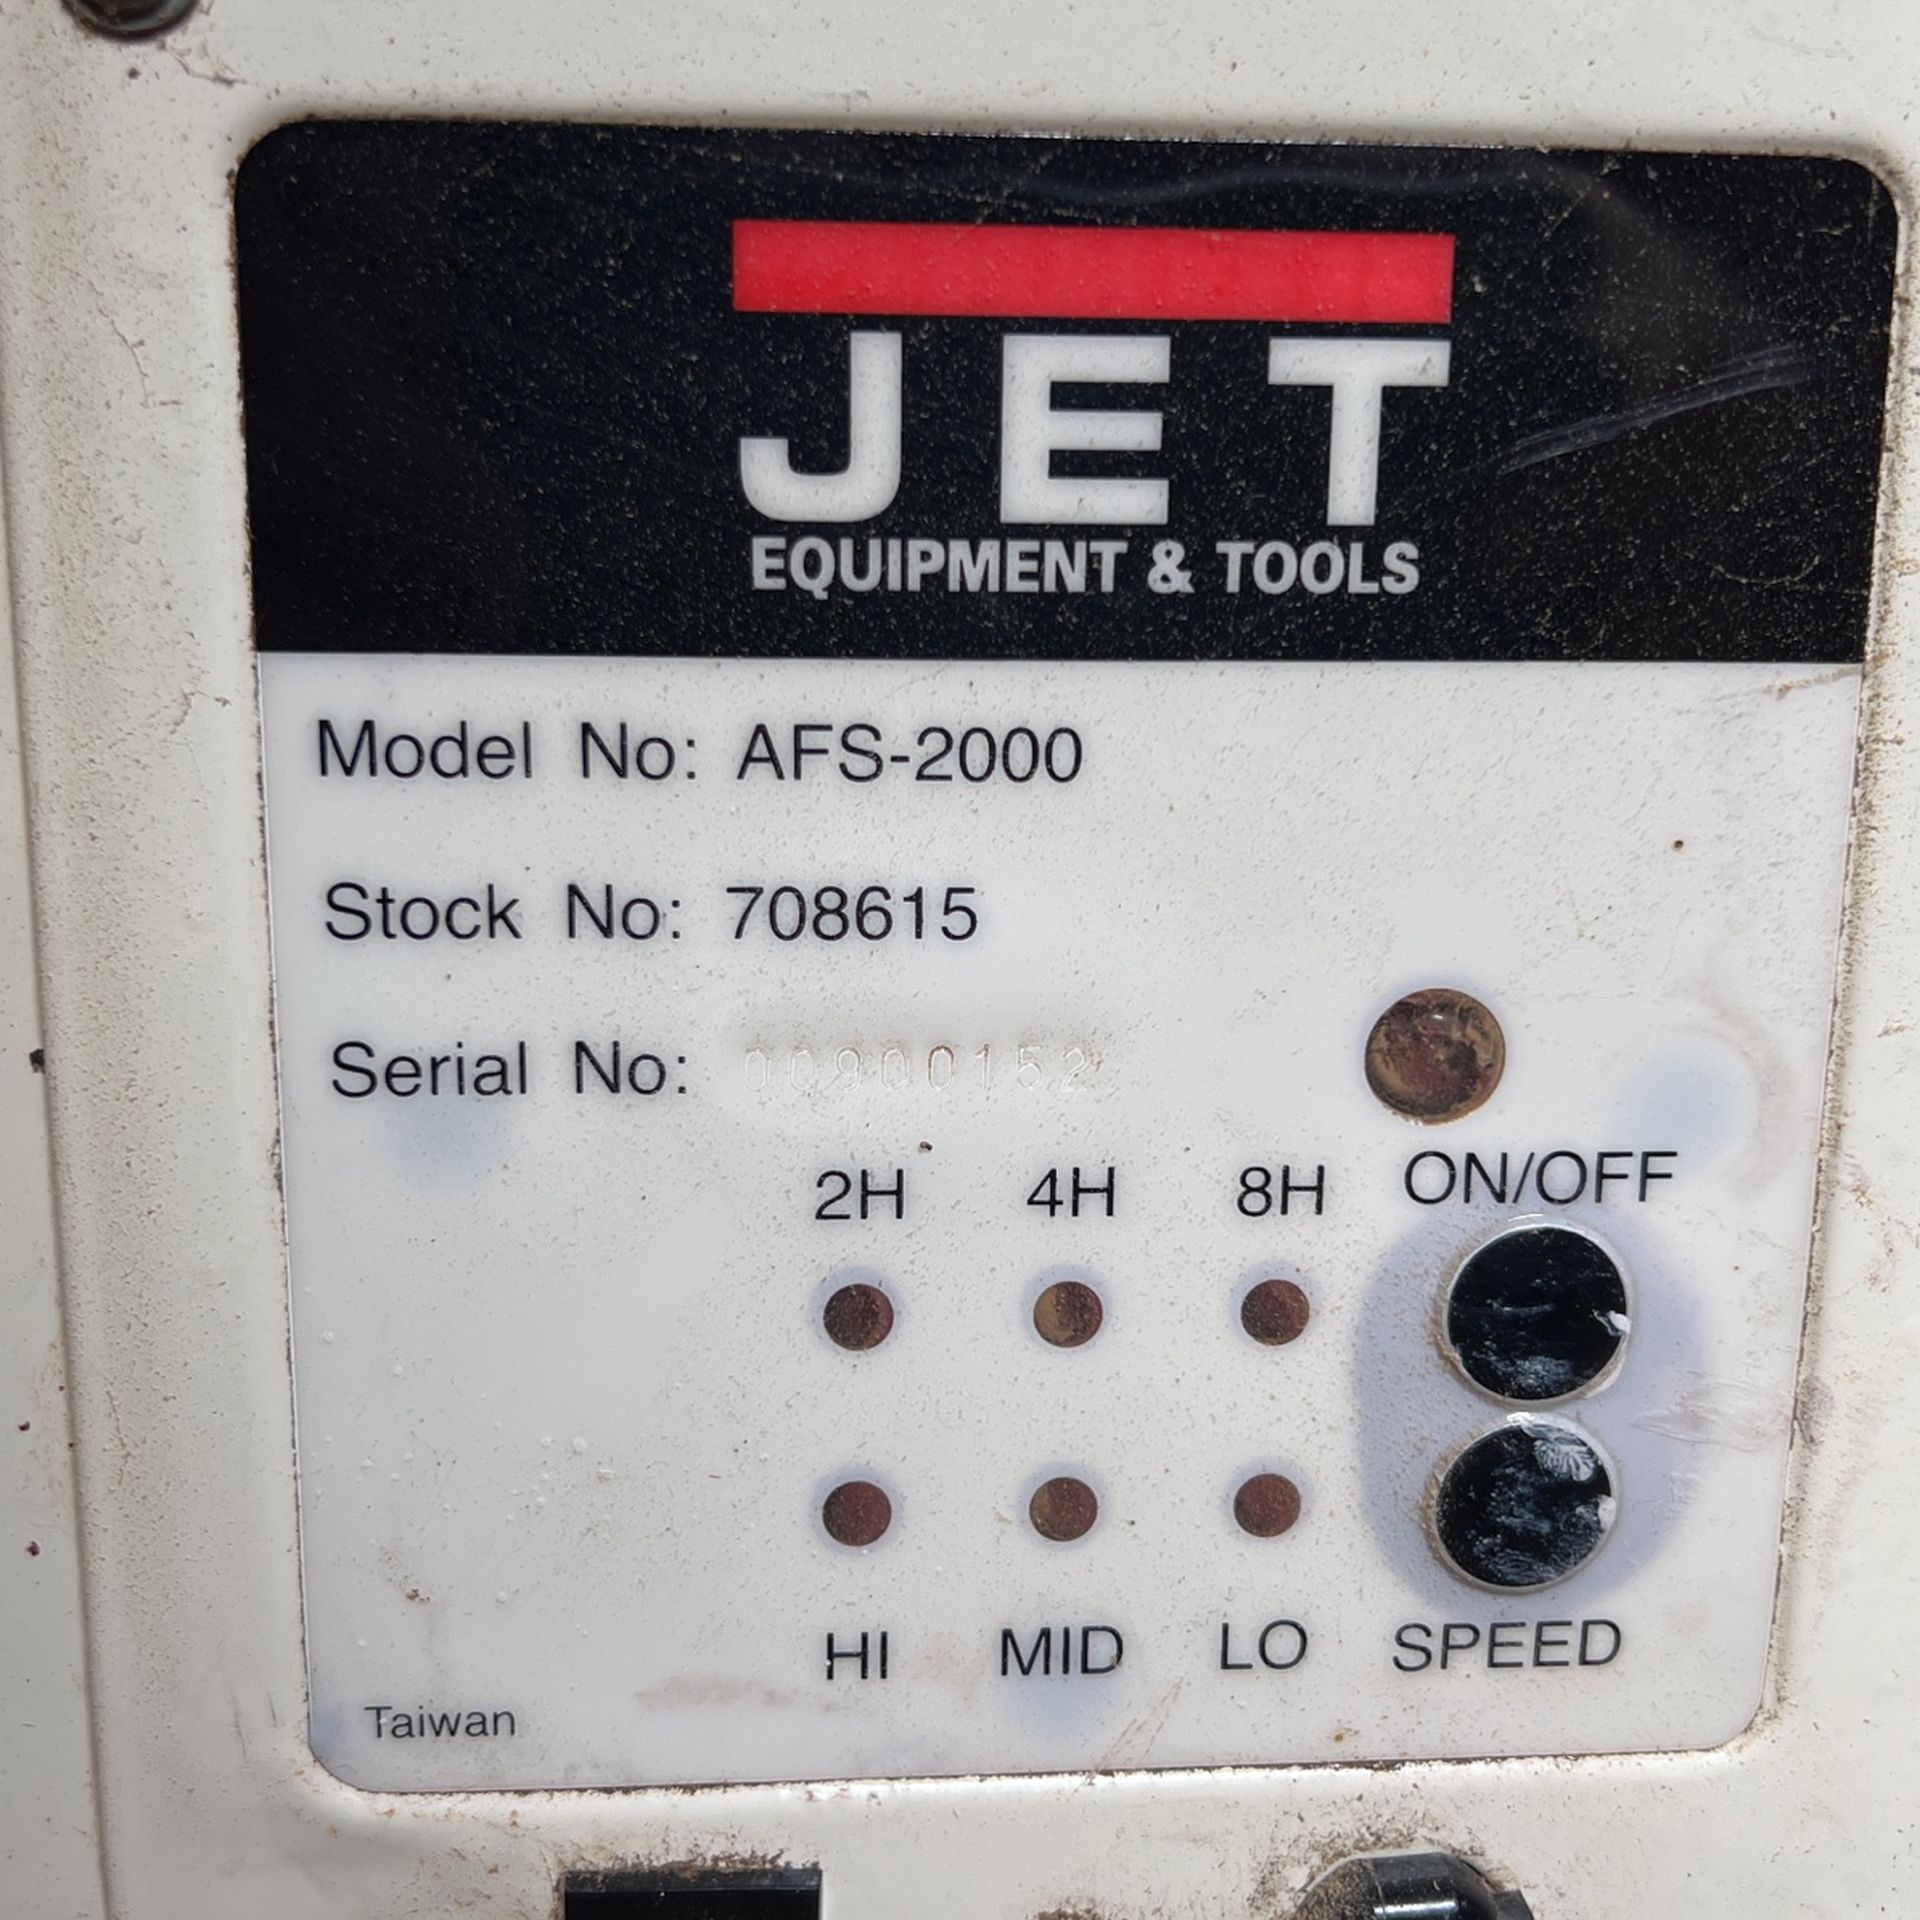 JET
EQUIPMENT & TOOLS
Model No: AFS-2000
Stock No: 708615
Serial No: 00900152
2H 4H 8H ON/OFF
HI MID LO SPEED
Taiwan